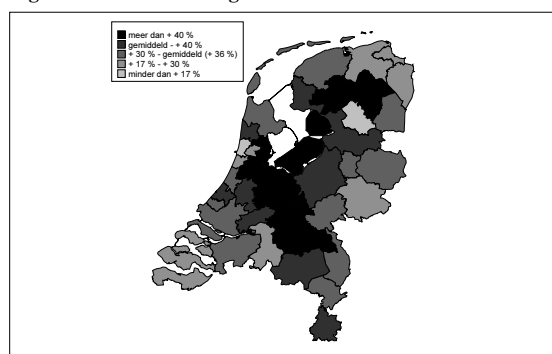 meer dan + 40 %
gemiddeld - + 40 %
+ 30 % - gemiddeld (+ 36 %)
+ 17 % - + 30 %
minder dan + 17 %